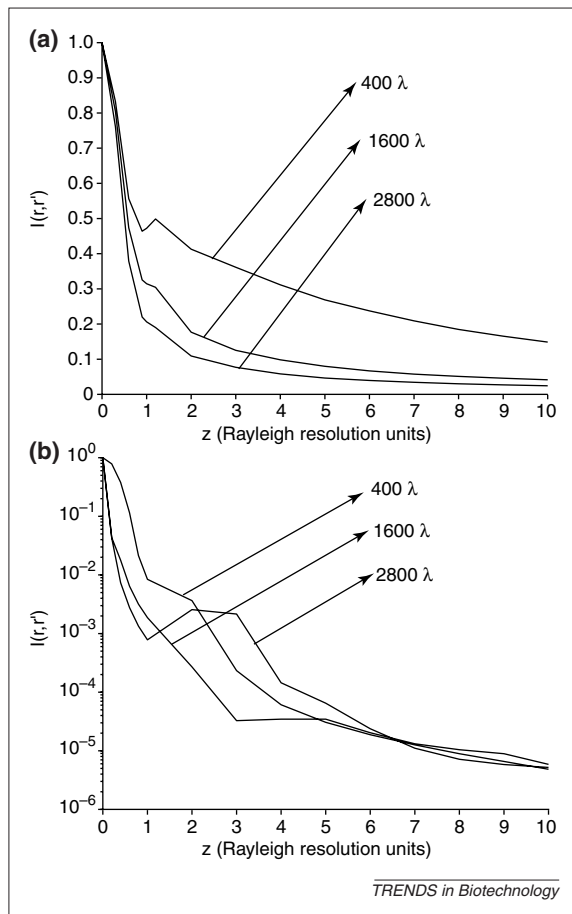 (a)
1.0
0.9
0.8
0.7
0.6
0.5
0.4
0.3
0.2
0.1
0
I(r,r')
400 λ
1600 λ
2800 λ
0 1 2 3 4 5 6 7 8 9 10
z (Rayleigh resolution units)
(b)
10⁰
10⁻¹
10⁻²
10⁻³
10⁻⁴
10⁻⁵
10⁻⁶
I(r,r')
400 λ
1600 λ
2800 λ
0 1 2 3 4 5 6 7 8 9 10
z (Rayleigh resolution units)
TRENDS in Biotechnology